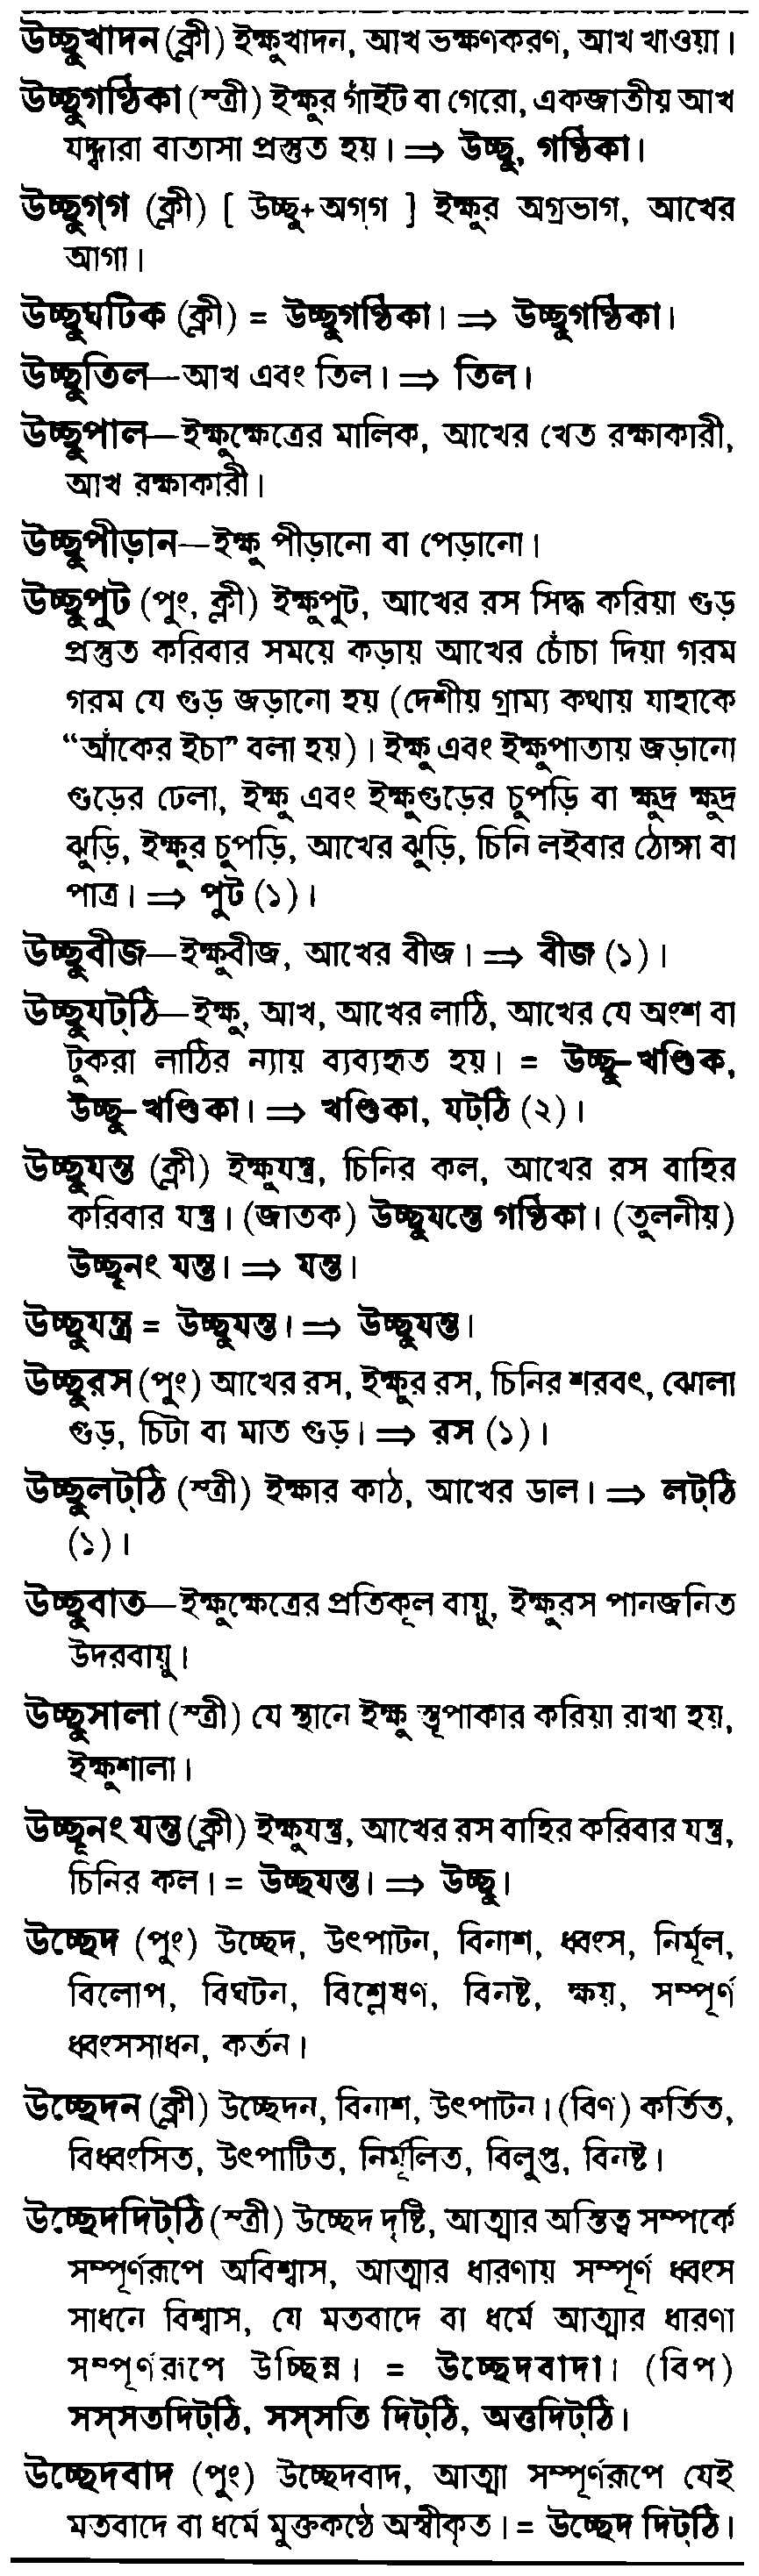 উচ্ছুখাদন (ক্লী) ইক্ষুখাদন, আখ ভক্ষণকরণ, আখ খাওয়া।
উচ্ছুগণ্ঠিকা (স্ত্রী) ইক্ষুর গাঁইট বা গেরো, একজাতীয় আখ
যদ্দ্বারা বাতাসা প্রস্তুত হয়। ⇒ উচ্ছু, গণ্ঠিকা।
উচ্ছুগ্‌গ (ক্লী) [ উচ্ছু+অগ্‌গ ] ইক্ষুর অগ্রভাগ, আখের
আগা।
উচ্ছুঘটিক (ক্লী) = উচ্ছুগণ্ঠিকা। ⇒ উচ্ছুগণ্ঠিকা।
উচ্ছুতিল—আখ এবং তিল। ⇒ তিল।
উচ্ছুপাল—ইক্ষুক্ষেত্রের মালিক, আখের খেত রক্ষাকারী,
আখ রক্ষাকারী।
উচ্ছুপীড়ান—ইক্ষু পীড়ানো বা পেড়ানো।
উচ্ছুপুট (পুং, ক্লী) ইক্ষুপুট, আখের রস সিদ্ধ করিয়া গুড়
প্রস্তুত করিবার সময়ে কড়ায় আখের চোঁচা দিয়া গরম
গরম যে গুড় জড়ানো হয় (দেশীয় গ্রাম্য কথায় যাহাকে
“আঁকের ইচা” বলা হয়)। ইক্ষু এবং ইক্ষুপাতায় জড়ানো
গুড়ের ঢেলা, ইক্ষু এবং ইক্ষুগুড়ের চুপড়ি বা ক্ষুদ্র ক্ষুদ্র
ঝুড়ি, ইক্ষুর চুপড়ি, আখের ঝুড়ি, চিনি লইবার ঠোঙ্গা বা
পাত্র। ⇒ পুট (১)।
উচ্ছুবীজ—ইক্ষুবীজ, আখের বীজ। ⇒ বীজ (১)।
উচ্ছুযট্‌ঠি—ইক্ষু, আখ, আখের লাঠি, আখের যে অংশ বা
টুকরা লাঠির ন্যায় ব্যবহৃত হয়। = উচ্ছু-খণ্ডিক,
উচ্ছু-খণ্ডিকা। ⇒ খণ্ডিকা, যট্‌ঠি (২)।
উচ্ছুযন্ত (ক্লী) ইক্ষুযন্ত্র, চিনির কল, আখের রস বাহির
করিবার যন্ত্র। (জাতক) উচ্ছুযন্তে গণ্ঠিকা। (তুলনীয়)
উচ্ছূনং যন্ত। ⇒ যন্ত।
উচ্ছুযন্ত্র = উচ্ছুযন্ত। ⇒ উচ্ছুযন্ত।
উচ্ছুরস (পুং) আখের রস, ইক্ষুর রস, চিনির শরবৎ, ঝোলা
গুড়, চিটা বা মাত গুড়। ⇒ রস (১)।
উচ্ছুলট্‌ঠি (স্ত্রী) ইক্ষার কাঠ, আখের ডাল। ⇒ লট্‌ঠি
(১)।
উচ্ছুবাত—ইক্ষুক্ষেত্রের প্রতিকূল বায়ু, ইক্ষুরস পানজনিত
উদরবায়ু।
উচ্ছুসালা (স্ত্রী) যে স্থানে ইক্ষু স্তূপাকার করিয়া রাখা হয়,
ইক্ষুশালা।
উচ্ছূনং যন্ত (ক্লী) ইক্ষুযন্ত্র, আখের রস বাহির করিবার যন্ত্র,
চিনির কল। = উচ্ছযন্ত। ⇒ উচ্ছু।
উচ্ছেদ (পুং) উচ্ছেদ, উৎপাটন, বিনাশ, ধ্বংস, নির্মূল,
বিলোপ, বিঘটন, বিশ্লেষণ, বিনষ্ট, ক্ষয়, সম্পূর্ণ
ধ্বংসসাধন, কর্তন।
উচ্ছেদন (ক্লী) উচ্ছেদন, বিনাশ, উৎপাটন। (বিণ) কর্তিত,
বিধ্বংসিত, উৎপাটিত, নির্মূলিত, বিলুপ্ত, বিনষ্ট।
উচ্ছেদদিট্‌ঠি (স্ত্রী) উচ্ছেদ দৃষ্টি, আত্মার অস্তিত্ব সম্পর্কে
সম্পূর্ণরূপে অবিশ্বাস, আত্মার ধারণায় সম্পূর্ণ ধ্বংস
সাধনে বিশ্বাস, যে মতবাদে বা ধর্মে আত্মার ধারণা
সম্পূর্ণরূপে উচ্ছিন্ন। = উচ্ছেদবাদা। (বিপ)
সস্‌সতদিট্‌ঠি, সস্‌সতি দিট্‌ঠি, অত্তদিট্‌ঠি।
উচ্ছেদবাদ (পুং) উচ্ছেদবাদ, আত্মা সম্পূর্ণরূপে যেই
মতবাদে বা ধর্মে মুক্তকণ্ঠে অস্বীকৃত। = উচ্ছেদ দিট্‌ঠি।